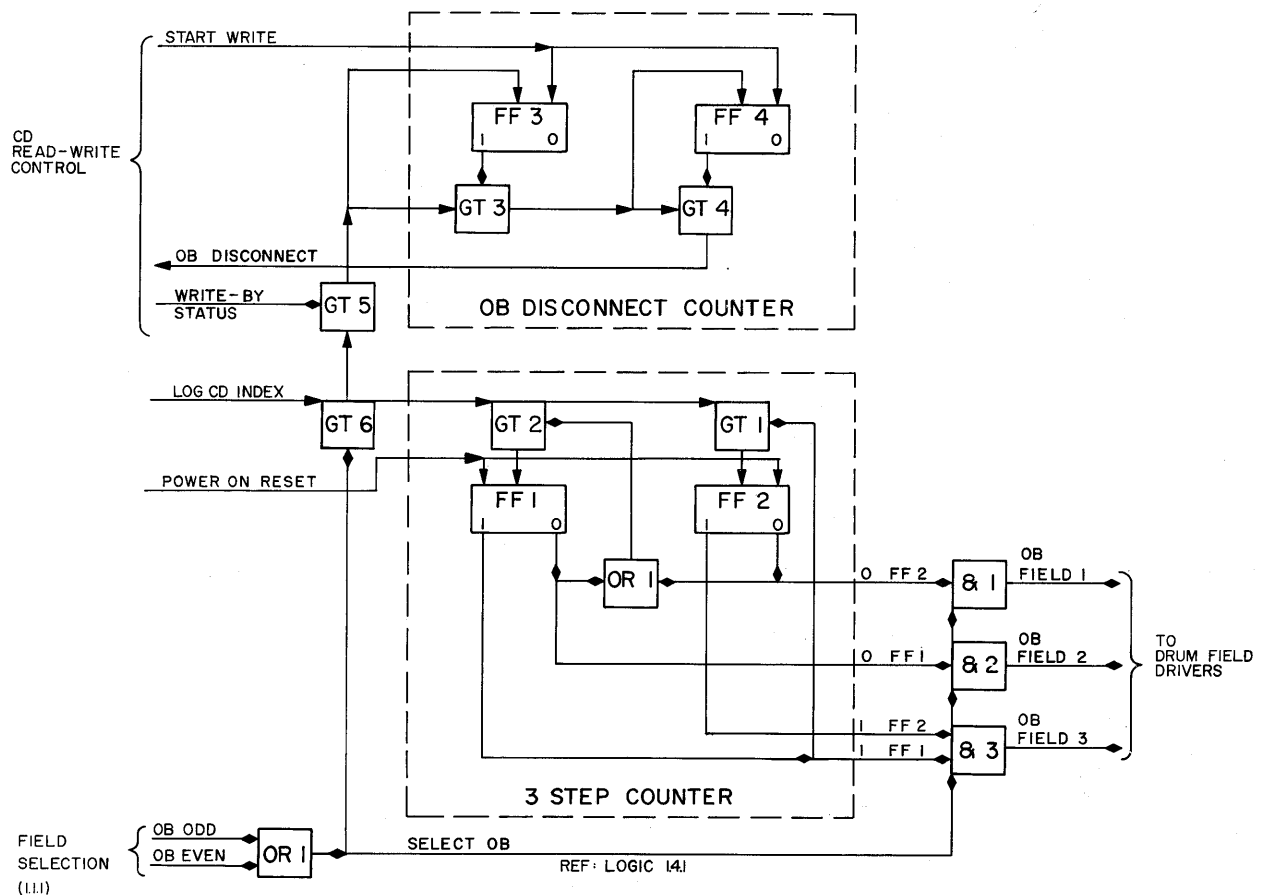 START WRITE
CD
READ-WRITE
CONTROL
FF 3
1 0
FF 4
1 0
GT 3
GT 4
OB DISCONNECT
WRITE-BY
STATUS
GT 5
OB DISCONNECT COUNTER
LOG CD INDEX
GT 6
GT 2
GT 1
POWER ON RESET
FF 1
1 0
FF 2
1 0
OR 1
0 FF 2
& 1
OB
FIELD 1
0 FF 1
& 2
OB
FIELD 2
TO
DRUM FIELD
DRIVERS
1 FF 2
1 FF 1
& 3
OB
FIELD 3
3 STEP COUNTER
FIELD
SELECTION
(1.1.1)
OB ODD
OB EVEN
OR 1
SELECT OB
REF: LOGIC 1.4.1